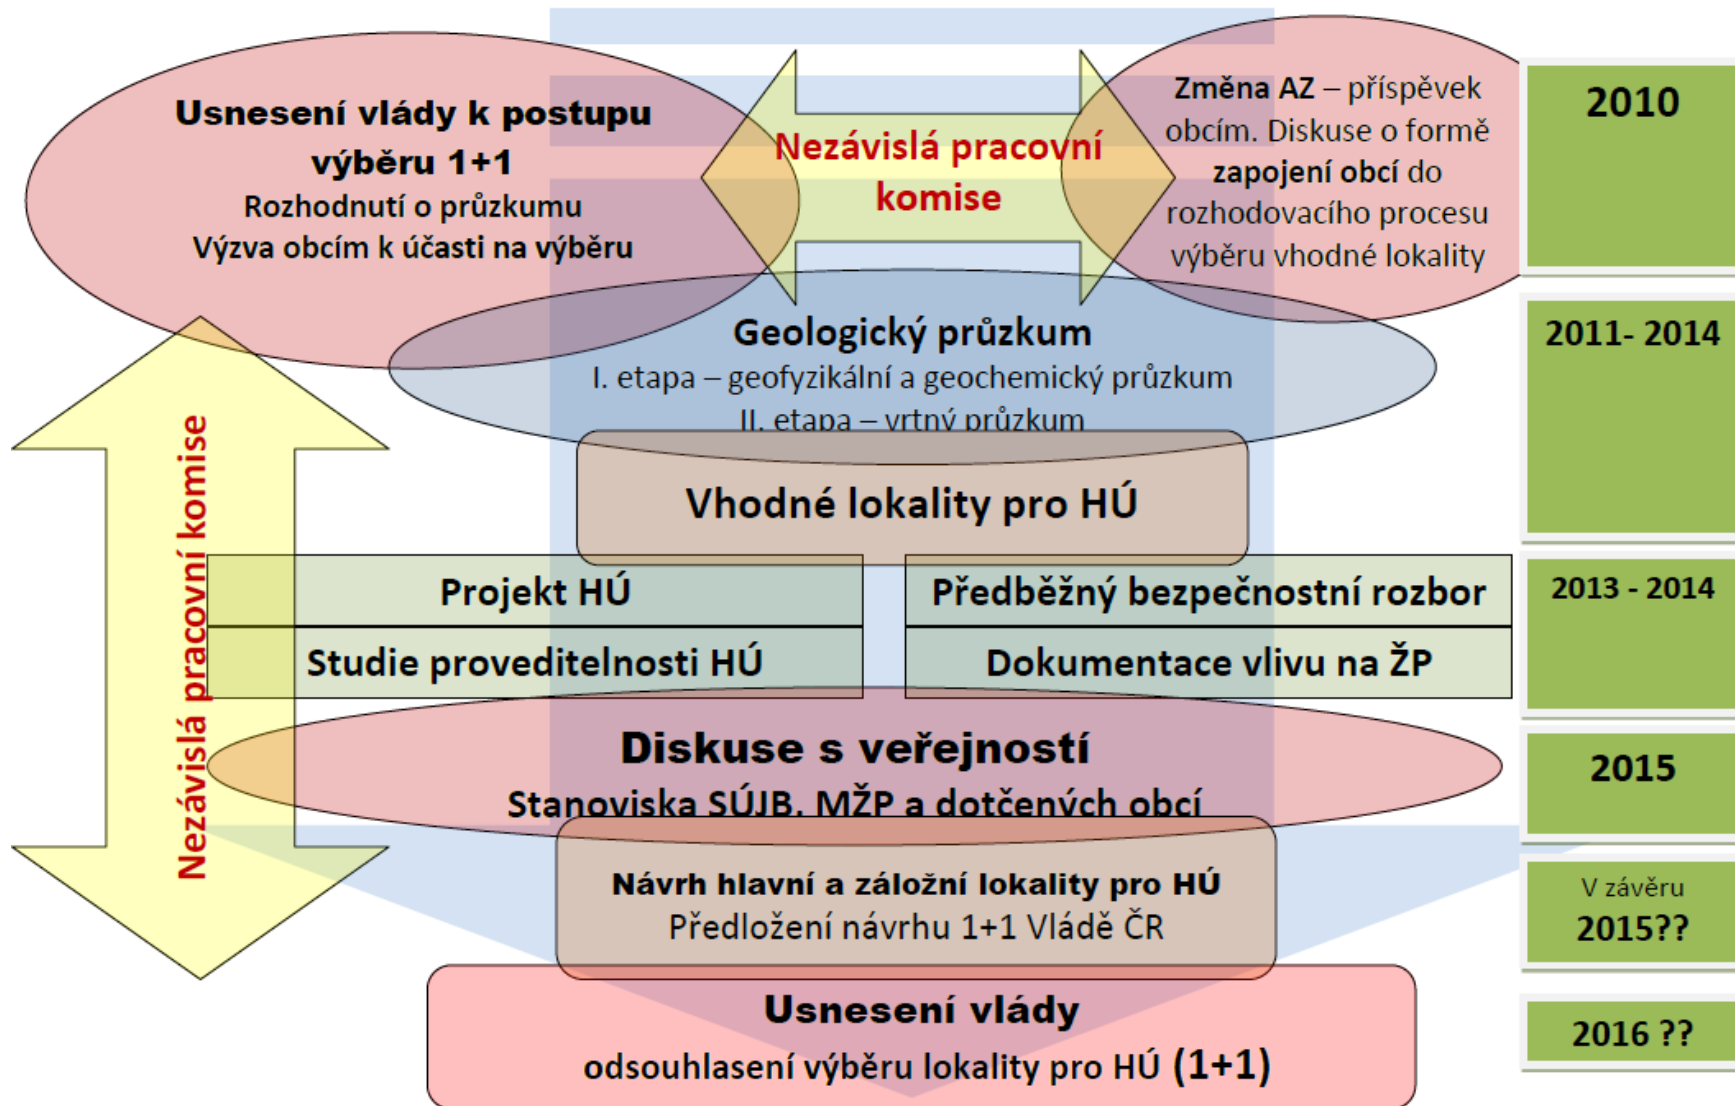 Usnesení vlády k postupu
výběru 1+1
Rozhodnutí o průzkumu
Výzva obcím k účasti na výběru
Nezávislá pracovní
komise
Změna AZ – příspěvek
obcím. Diskuse o formě
zapojení obcí do
rozhodovacího procesu
výběru vhodné lokality
2010
Geologický průzkum
I. etapa – geofyzikální a geochemický průzkum
II. etapa – vrtný průzkum
2011- 2014
Nezávislá pracovní komise
Vhodné lokality pro HÚ
Projekt HÚ
Předběžný bezpečnostní rozbor
2013 - 2014
Studie proveditelnosti HÚ
Dokumentace vlivu na ŽP
Diskuse s veřejností
Stanoviska SÚJB, MŽP a dotčených obcí
2015
Návrh hlavní a záložní lokality pro HÚ
Předložení návrhu 1+1 Vládě ČR
V závěru
2015??
Usnesení vlády
odsouhlasení výběru lokality pro HÚ (1+1)
2016 ??